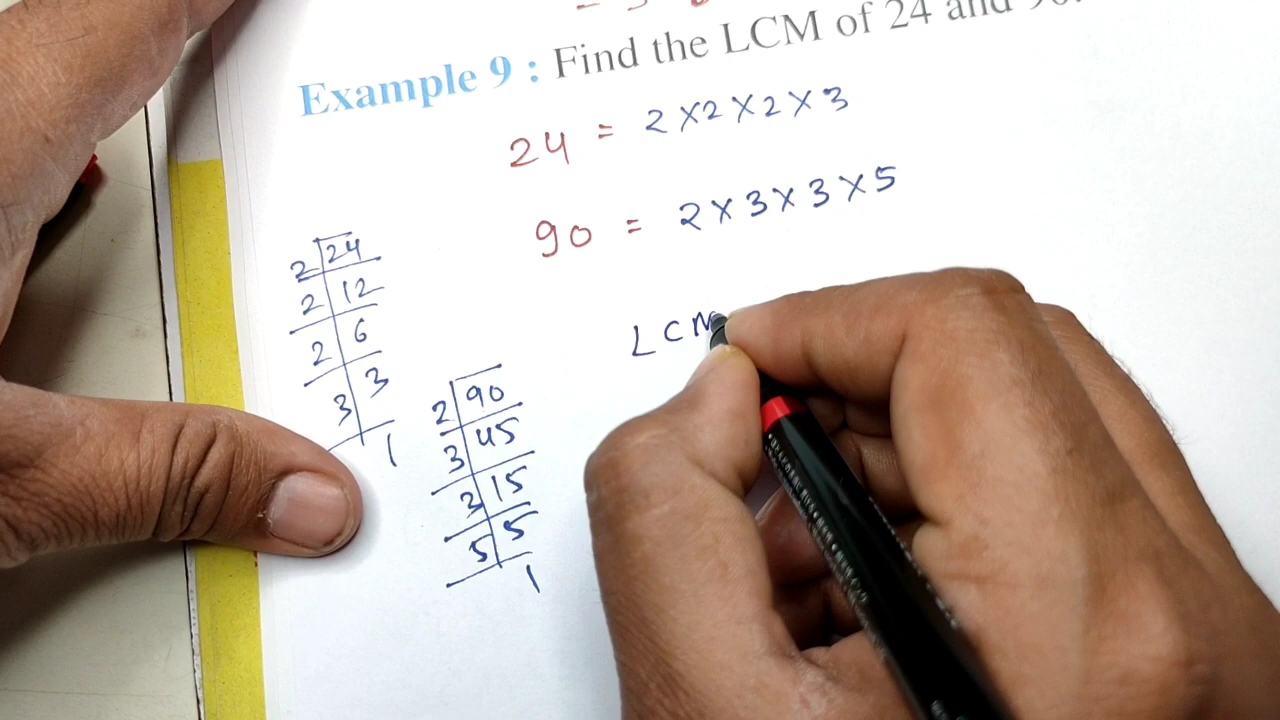 Example 9 : Find the LCM of 24 and 90.
24 = 2 X 2 X 2 X 3
90 = 2 X 3 X 3 X 5
LCM
2 24
2 12
2 6
3 3
1
2 90
3 45
3 15
5 5
1